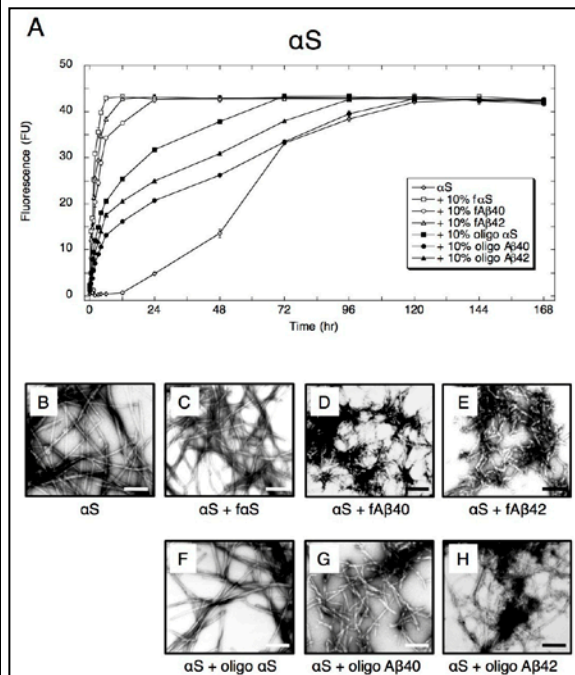 A
αS
50
40
30
20
10
0
Fluorescence (FU)
0 24 48 72 96 120 144 168
Time (hr)
αS
+ 10% fαS
+ 10% fAβ40
+ 10% fAβ42
+ 10% oligo αS
+ 10% oligo Aβ40
+ 10% oligo Aβ42
B C D E
αS αS + fαS αS + fAβ40 αS + fAβ42
F G H
αS + oligo αS αS + oligo Aβ40 αS + oligo Aβ42